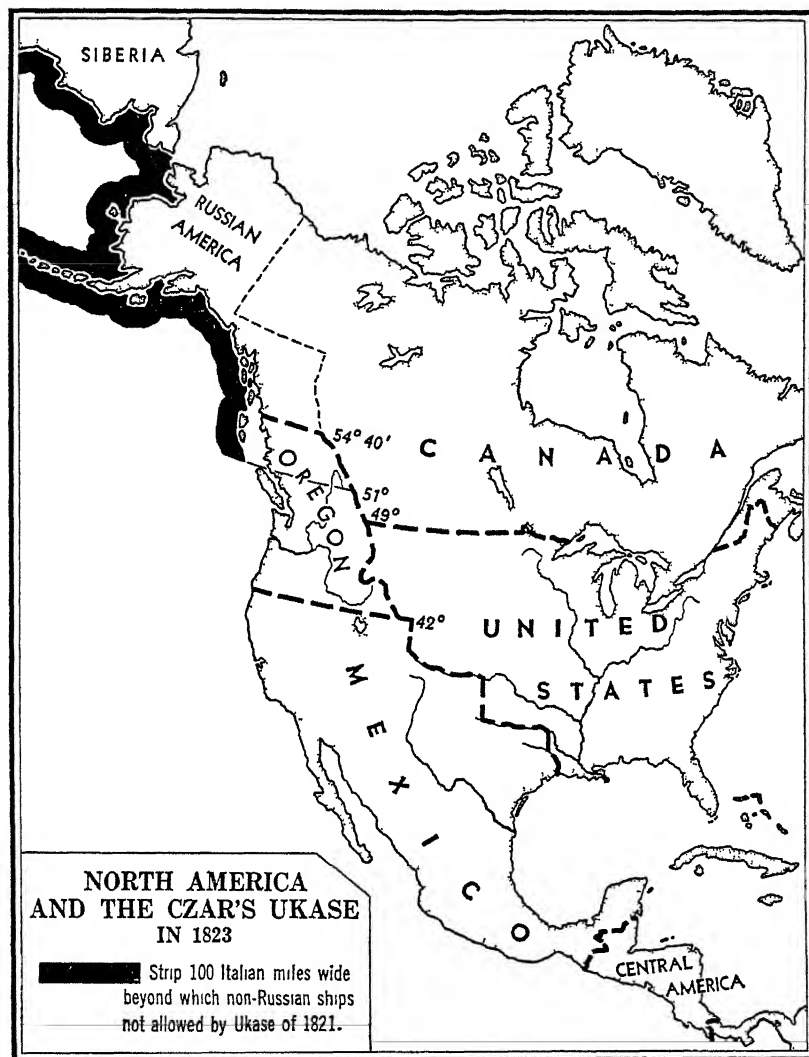 SIBERIA
RUSSIAN
AMERICA
54° 40'
CANADA
OREGON
51°
49°
42°
UNITED
STATES
MEXICO
CENTRAL
AMERICA
NORTH AMERICA
AND THE CZAR'S UKASE
IN 1823
Strip 100 Italian miles wide
beyond which non-Russian ships
not allowed by Ukase of 1821.